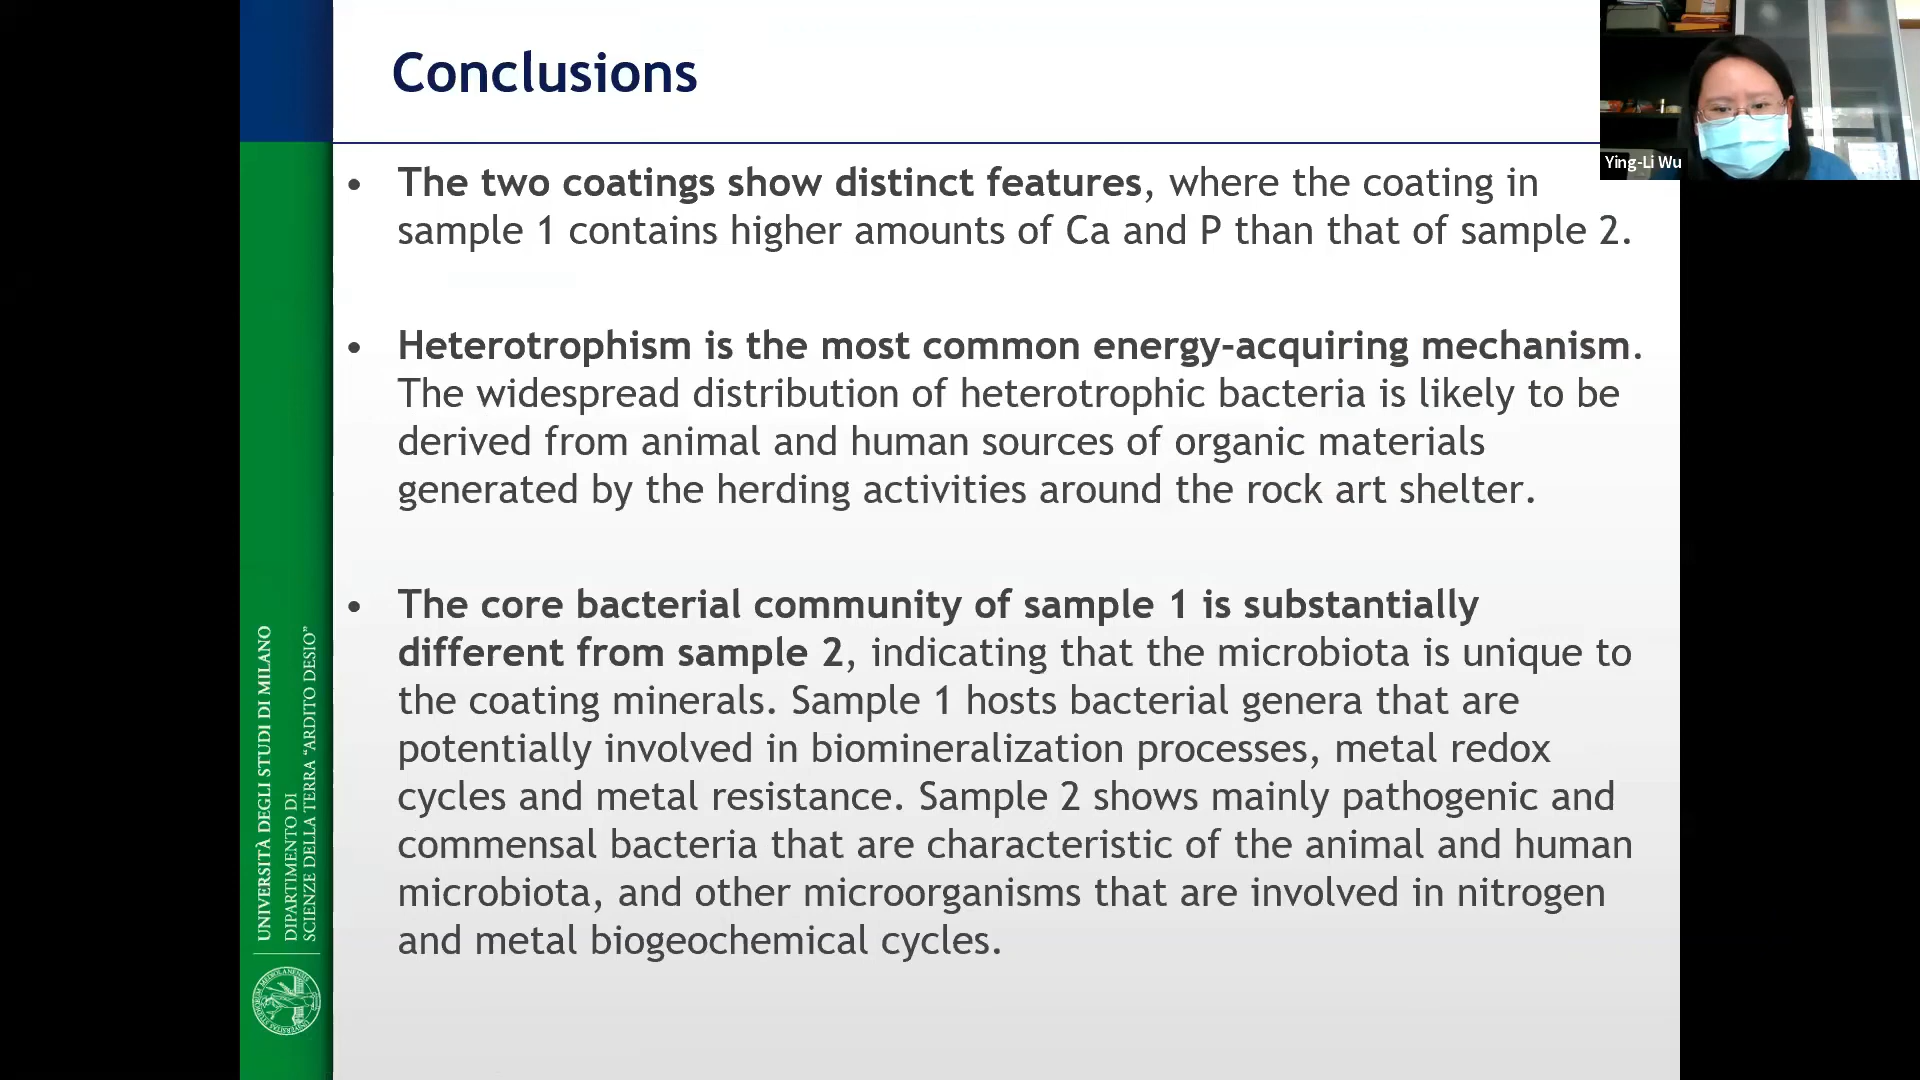 Conclusions
Ying-Li Wu
• The two coatings show distinct features, where the coating in
sample 1 contains higher amounts of Ca and P than that of sample 2.
• Heterotrophism is the most common energy-acquiring mechanism.
The widespread distribution of heterotrophic bacteria is likely to be
derived from animal and human sources of organic materials
generated by the herding activities around the rock art shelter.
• The core bacterial community of sample 1 is substantially
different from sample 2, indicating that the microbiota is unique to
the coating minerals. Sample 1 hosts bacterial genera that are
potentially involved in biomineralization processes, metal redox
cycles and metal resistance. Sample 2 shows mainly pathogenic and
commensal bacteria that are characteristic of the animal and human
microbiota, and other microorganisms that are involved in nitrogen
and metal biogeochemical cycles.
UNIVERSITÀ DEGLI STUDI DI MILANO
DIPARTIMENTO DI
SCIENZE DELLA TERRA “ARDITO DESIO”